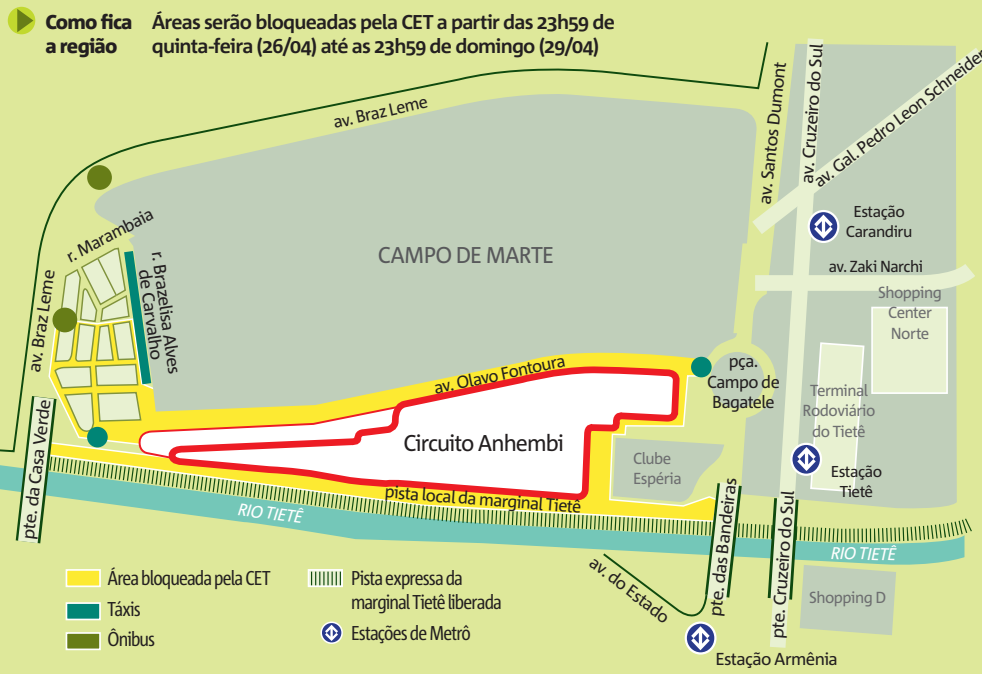 Como fica
a região
Áreas serão bloqueadas pela CET a partir das 23h59 de
quinta-feira (26/04) até as 23h59 de domingo (29/04)
av. Braz Leme
av. Santos Dumont
av. Cruzeiro do Sul
av. Gal. Pedro Leon Schneider
Estação
Carandiru
r. Marambaia
r. Brazelisa Alves
de Carvalho
CAMPO DE MARTE
av. Zaki Narchi
Shopping
Center
Norte
av. Braz Leme
av. Olavo Fontoura
pça.
Campo de
Bagatele
Terminal
Rodoviário
do Tietê
pte. da Casa Verde
Circuito Anhembi
Clube
Espéria
Estação
Tietê
pista local da marginal Tietê
RIO TIETÊ
RIO TIETÊ
pte. das Bandeiras
pte. Cruzeiro do Sul
av. do Estado
Shopping D
Estação Armênia
Área bloqueada pela CET
Táxis
Ônibus
Pista expressa da
marginal Tietê liberada
Estações de Metrô